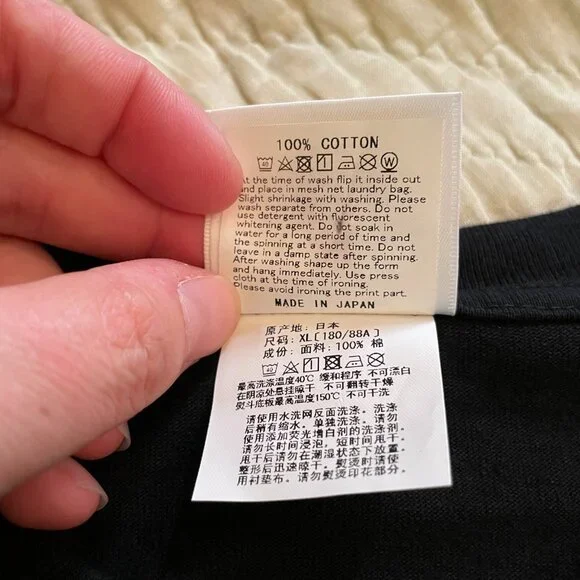 100% COTTON
At the time of wash flip it inside out
and place in mesh net laundry bag.
Slight shrinkage with washing. Please
wash separate from others. Do not
use detergent with fluorescent
whitening agent. Do not soak in
water for a long period of time and
the spinning at a short time. Do not
leave in a damp state after spinning.
After washing shape up the form
and hang immediately. Use press
cloth at the time of ironing.
Please avoid ironing the print part.
MADE IN JAPAN
原产地: 日本
尺码: XL[180/88A]
成份: 面料: 100% 棉
最高洗涤温度40℃ 缓和程序 不可漂白
在阴凉处悬挂晾干 不可翻转干燥
熨斗底板最高温度150℃ 不可干洗
请使用水洗网反面洗涤。洗涤
后稍有缩水。单独洗涤。请勿
使用添加荧光增白剂的洗涤剂。
请勿长时间浸泡，短时间甩干。
甩干后请勿在潮湿状态下放置。
整形后迅速晾干。熨烫时请使
用衬垫布。请勿熨烫印花部分。